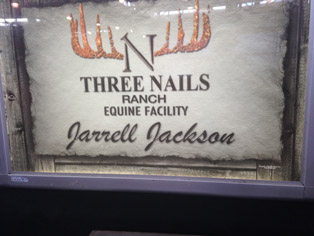 N
THREE NAILS
RANCH
EQUINE FACILITY
Jarrell Jackson